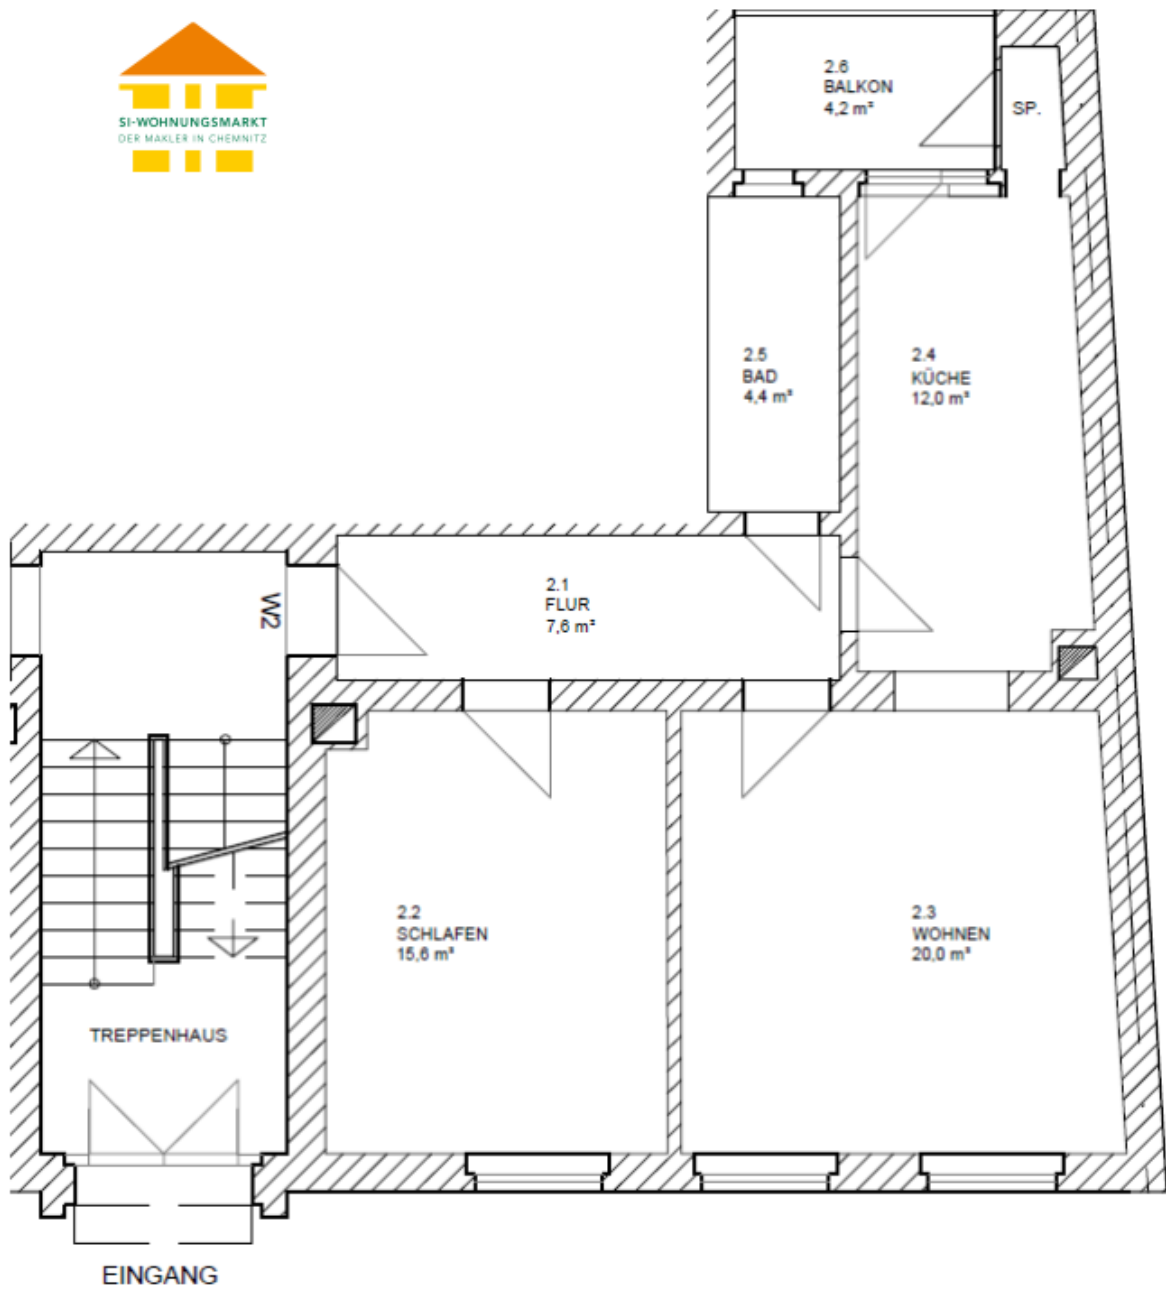 SI-WOHNUNGSMARKT
DER MAKLER IN CHEMNITZ
2.6
BALKON
4,2 m²
SP.
2.5
BAD
4,4 m²
2.4
KÜCHE
12,0 m²
W2
2.1
FLUR
7,6 m²
2.2
SCHLAFEN
15,6 m²
2.3
WOHNEN
20,0 m²
TREPPENHAUS
EINGANG